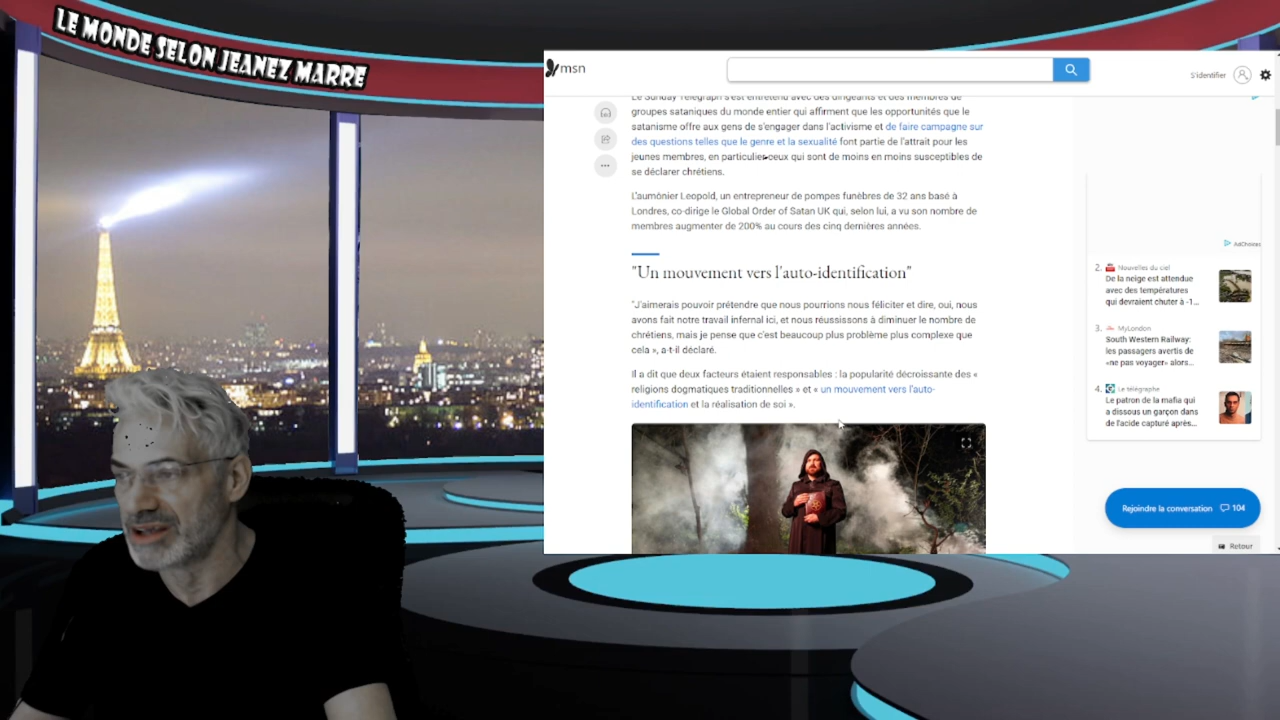 LE MONDE SELON JEANEZ MARRE
msn
S'identifier
Le Sunday Telegraph s'est entretenu avec des dirigeants et des membres de
groupes sataniques du monde entier qui affirment que les opportunités que le
satanisme offre aux gens de s'engager dans l'activisme et de faire campagne sur
des questions telles que le genre et la sexualité font partie de l'attrait pour les
jeunes membres, en particulier ceux qui sont de moins en moins susceptibles de
se déclarer chrétiens.
L'aumônier Leopold, un entrepreneur de pompes funèbres de 32 ans basé à
Londres, co-dirige le Global Order of Satan UK qui, selon lui, a vu son nombre de
membres augmenter de 200% au cours des cinq dernières années.
"Un mouvement vers l'auto-identification"
"J'aimerais pouvoir prétendre que nous pourrions nous féliciter et dire, oui, nous
avons fait notre travail infernal ici, et nous réussissons à diminuer le nombre de
chrétiens, mais je pense que c'est beaucoup plus problème plus complexe que
cela », a-t-il déclaré.
Il a dit que deux facteurs étaient responsables : la popularité décroissante des «
religions dogmatiques traditionnelles » et « un mouvement vers l'auto-
identification et la réalisation de soi ».
AdChoices
2. Nouvelles du ciel
De la neige est attendue
avec des températures
qui devraient chuter à -1...
3. MyLondon
South Western Railway:
les passagers avertis de
«ne pas voyager» alors...
4. Le télégraphe
Le patron de la mafia qui
a dissous un garçon dans
de l'acide capturé après...
Rejoindre la conversation 104
Retour